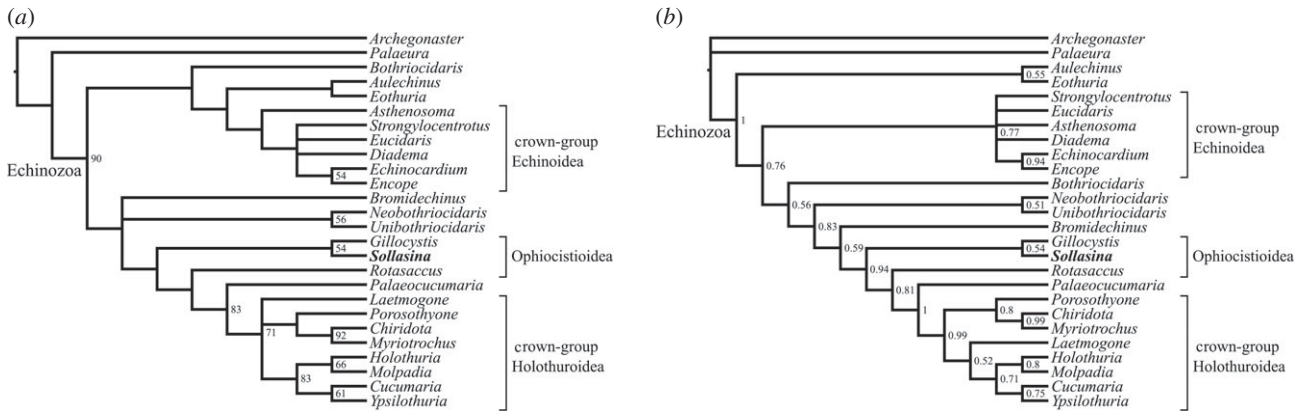 (a)
Archegonaster
Palaeura
Bothriocidaris
Aulechinus
Eothuria
Asthenosoma
Strongylocentrotus
Eucidaris
Diadema
Echinocardium
Encope
Bromidechinus
Neobothriocidaris
Unibothriocidaris
Gillocystis
Sollasina
Rotasaccus
Palaeocucumaria
Laetmogone
Porosothyone
Chiridota
Myriotrochus
Holothuria
Molpadia
Cucumaria
Ypsilothuria
Echinozoa
90
54
56
54
83
71
92
66
83
61
crown-group
Echinoidea
Ophiocistioidea
crown-group
Holothuroidea
(b)
Archegonaster
Palaeura
Aulechinus
Eothuria
Strongylocentrotus
Eucidaris
Asthenosoma
Diadema
Echinocardium
Encope
Bothriocidaris
Neobothriocidaris
Unibothriocidaris
Bromidechinus
Gillocystis
Sollasina
Rotasaccus
Palaeocucumaria
Porosothyone
Chiridota
Myriotrochus
Laetmogone
Holothuria
Molpadia
Cucumaria
Ypsilothuria
Echinozoa
0.55
1
0.77
0.94
0.76
0.56
0.51
0.83
0.59
0.54
0.94
0.81
1
0.8
0.99
0.99
0.52
0.8
0.71
0.75
crown-group
Echinoidea
Ophiocistioidea
crown-group
Holothuroidea